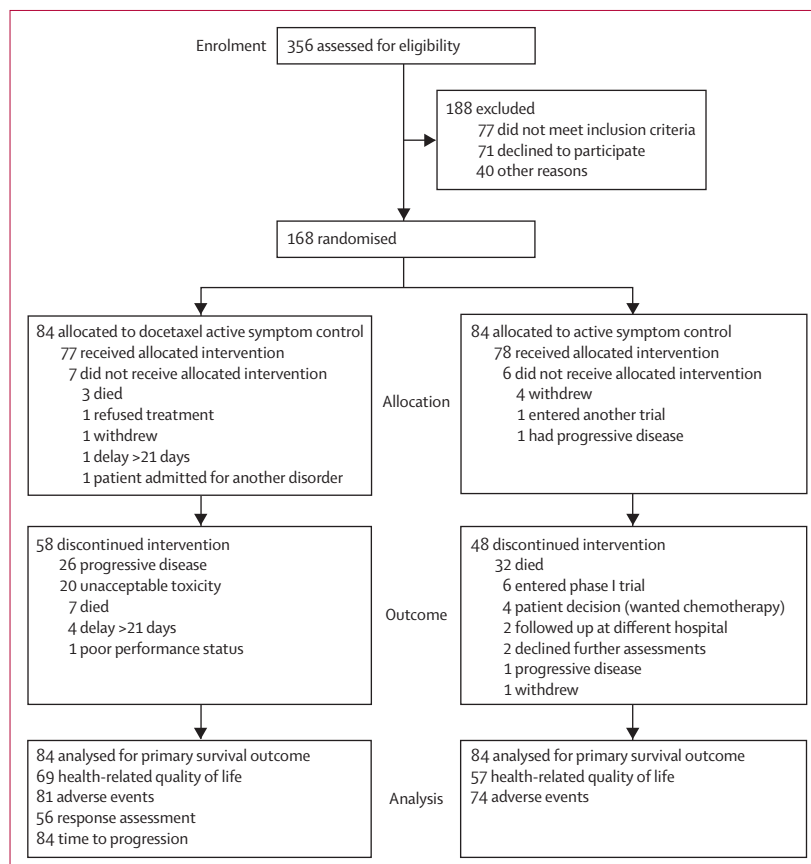 Enrolment
356 assessed for eligibility
188 excluded
77 did not meet inclusion criteria
71 declined to participate
40 other reasons
168 randomised
84 allocated to docetaxel active symptom control
77 received allocated intervention
7 did not receive allocated intervention
3 died
1 refused treatment
1 withdrew
1 delay >21 days
1 patient admitted for another disorder
Allocation
84 allocated to active symptom control
78 received allocated intervention
6 did not receive allocated intervention
4 withdrew
1 entered another trial
1 had progressive disease
58 discontinued intervention
26 progressive disease
20 unacceptable toxicity
7 died
4 delay >21 days
1 poor performance status
Outcome
48 discontinued intervention
32 died
6 entered phase I trial
4 patient decision (wanted chemotherapy)
2 followed up at different hospital
2 declined further assessments
1 progressive disease
1 withdrew
84 analysed for primary survival outcome
69 health-related quality of life
81 adverse events
56 response assessment
84 time to progression
Analysis
84 analysed for primary survival outcome
57 health-related quality of life
74 adverse events